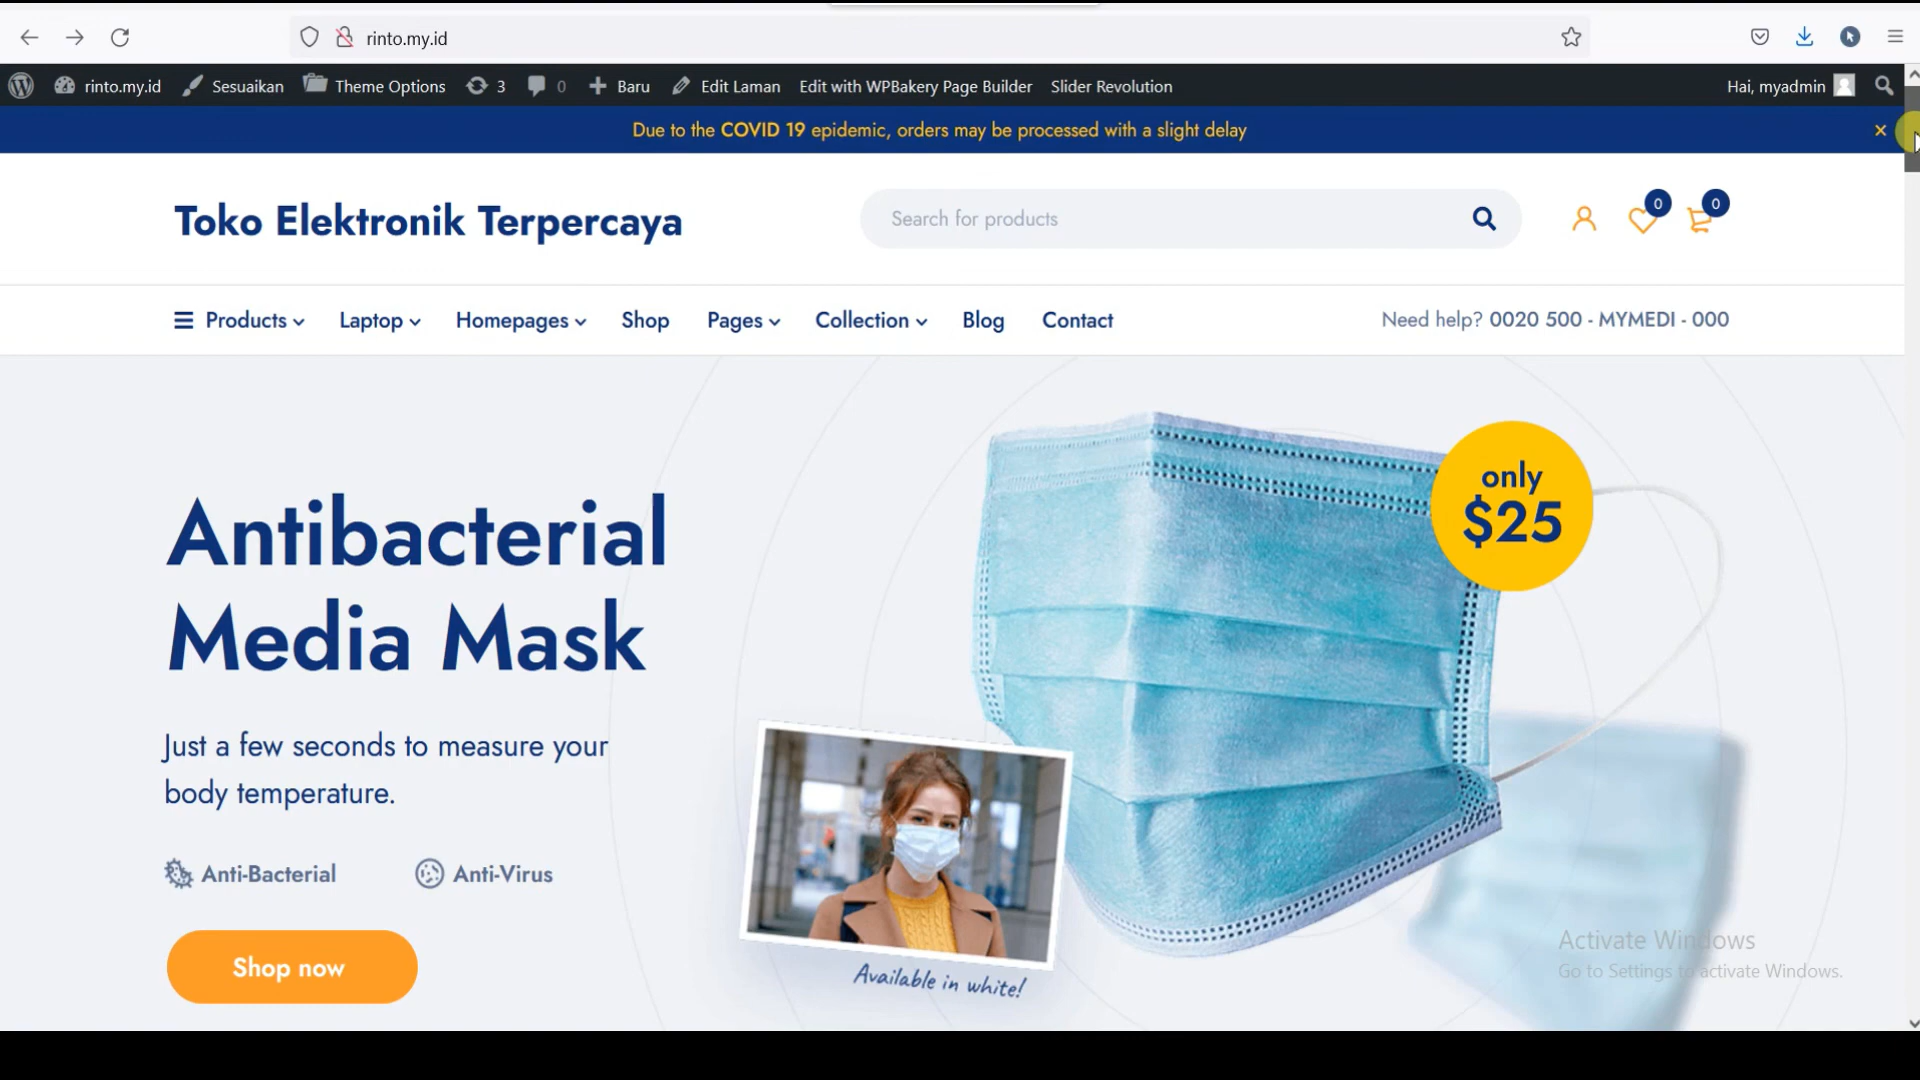 rinto.my.id
rinto.my.id Sesuaikan Theme Options 3 0 Baru Edit Laman Edit with WPBakery Page Builder Slider Revolution Hai, myadmin
Due to the COVID 19 epidemic, orders may be processed with a slight delay
Toko Elektronik Terpercaya
Search for products
0
0
Products Laptop Homepages Shop Pages Collection Blog Contact
Need help? 0020 500 - MYMEDI - 000
only
$25
Antibacterial
Media Mask
Just a few seconds to measure your
body temperature.
Anti-Bacterial Anti-Virus
Shop now
Available in white!
Activate Windows
Go to Settings to activate Windows.